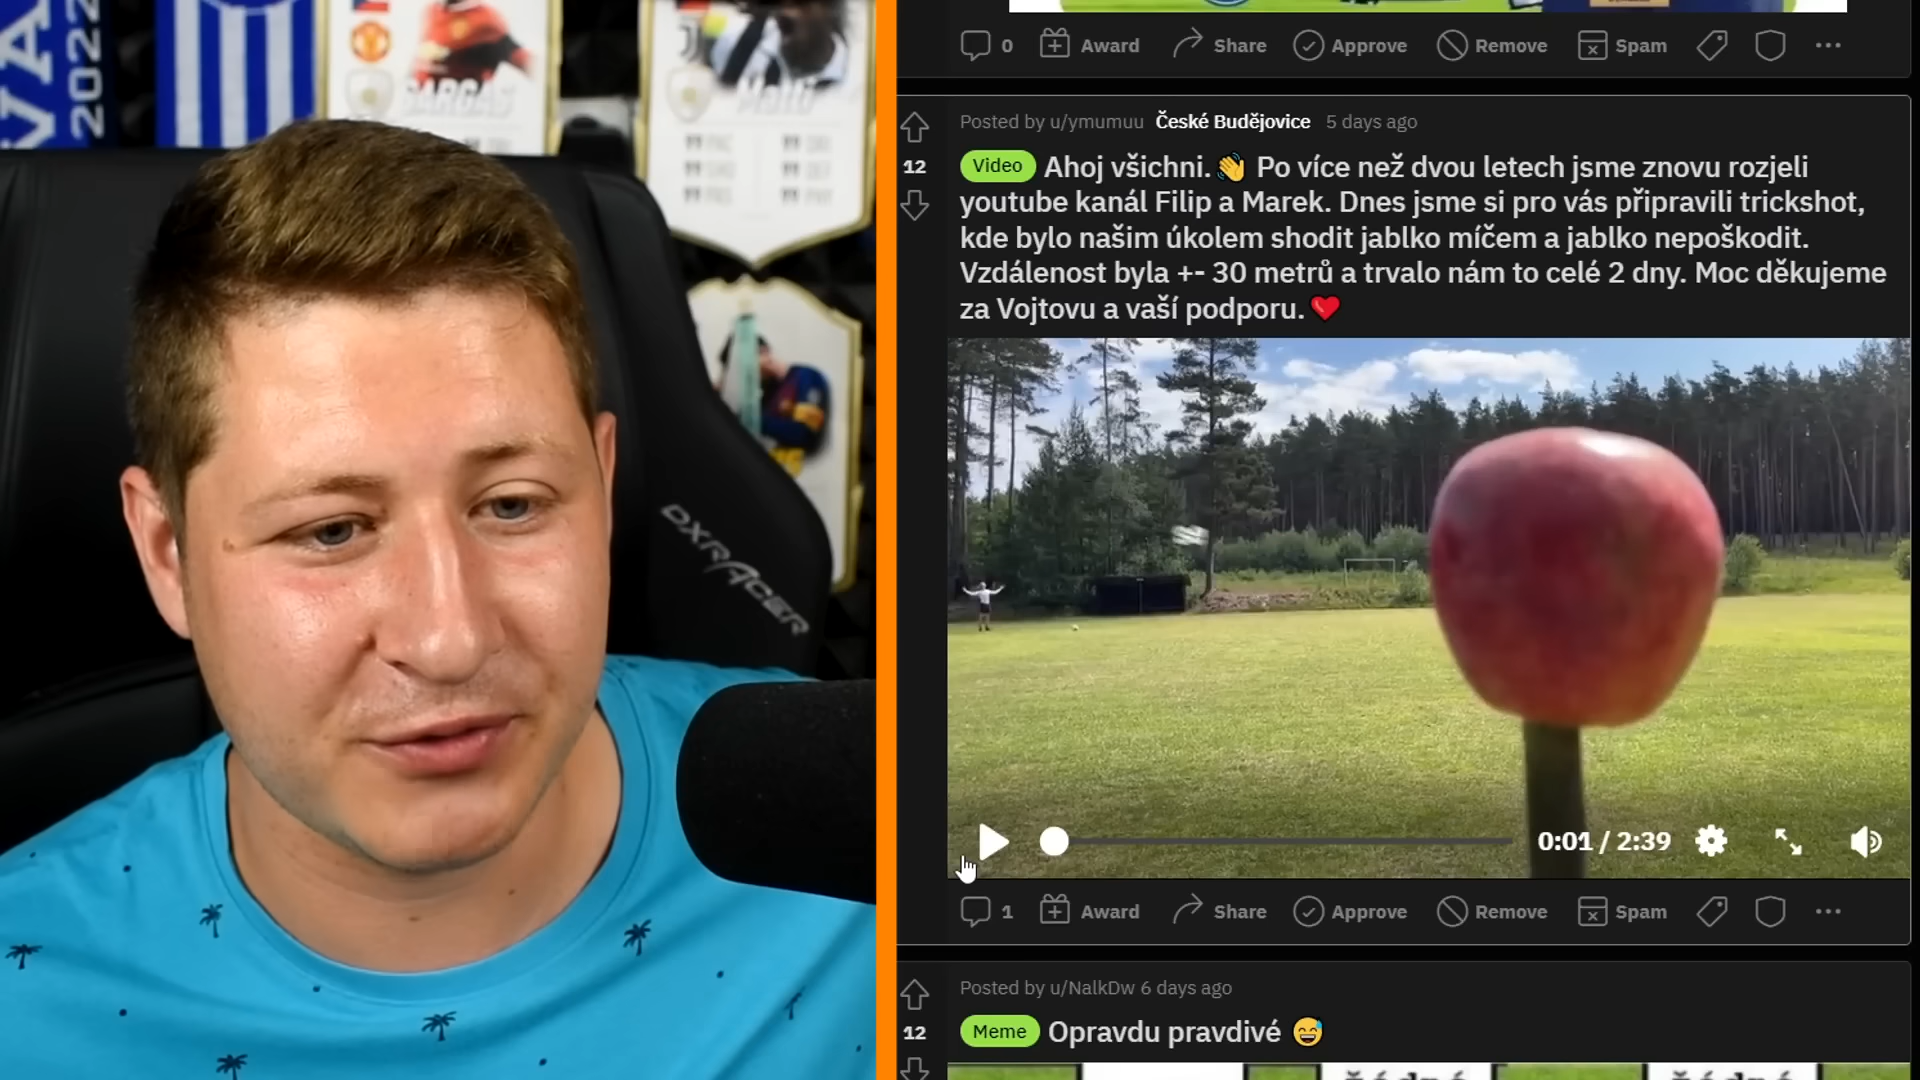 VA
2022
VARGAS
Matti
DXRACER
0 Award Share Approve Remove Spam
Posted by u/ymumuu České Budějovice 5 days ago
12
Video Ahoj všichni.👋 Po více než dvou letech jsme znovu rozjeli
youtube kanál Filip a Marek. Dnes jsme si pro vás připravili trickshot,
kde bylo našim úkolem shodit jablko míčem a jablko nepoškodit.
Vzdálenost byla +- 30 metrů a trvalo nám to celé 2 dny. Moc děkujeme
za Vojtovu a vaší podporu.❤️
0:01 / 2:39
1 Award Share Approve Remove Spam
Posted by u/NalkDw 6 days ago
12
Meme Opravdu pravdivé 😅